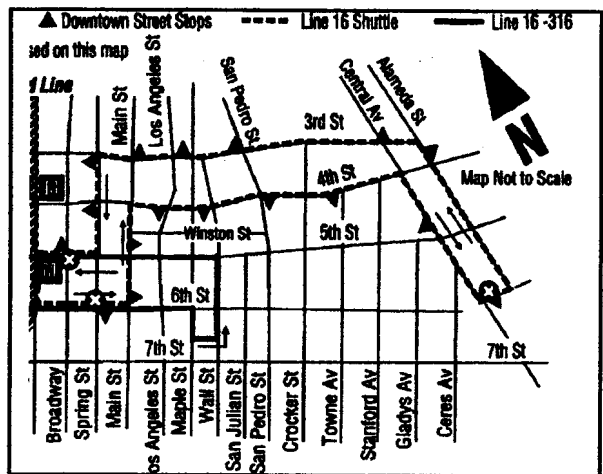 Downtown Street Stops Line 16 Shuttle Line 16 -316
sed on this map
Line
Main St
Los Angeles St
San Pedro St
Central Av
Alameda St
3rd St
4th St
N
Map Not to Scale
Winston St
5th St
6th St
7th St
7th St
Broadway
Spring St
Main St
Los Angeles St
Maple St
Wall St
San Julian St
San Pedro St
Crocker St
Towne Av
Stanford Av
Gladys Av
Ceres Av